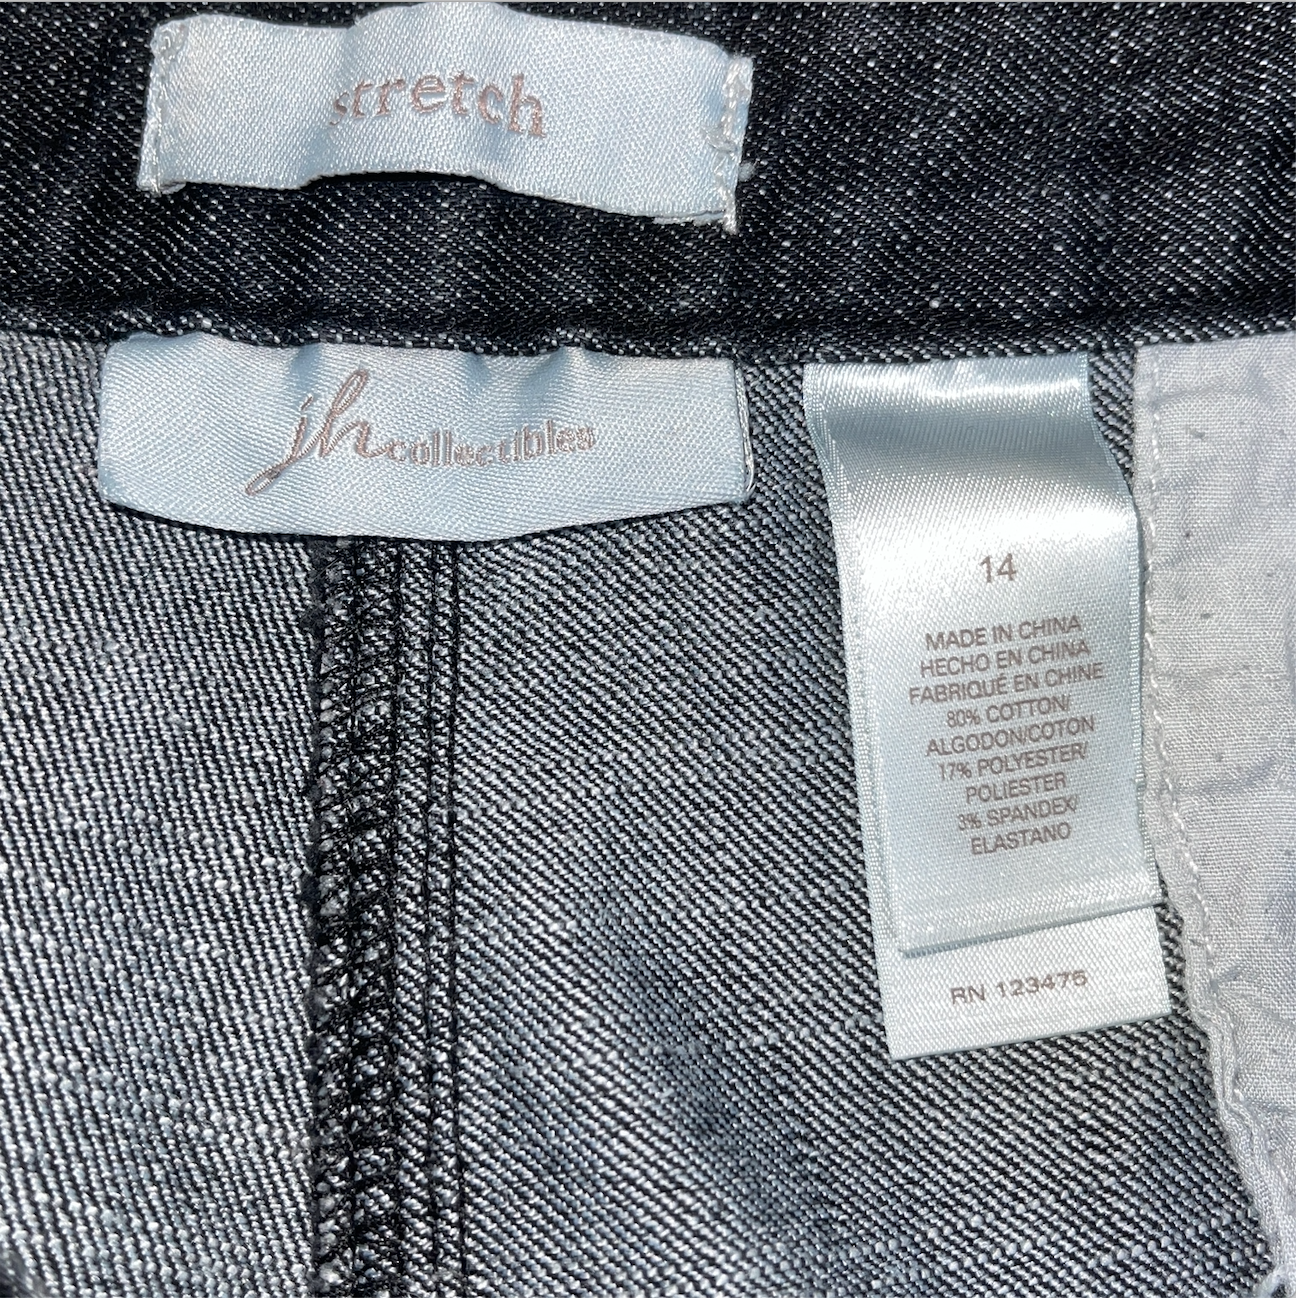 stretch
jh collectibles
14
MADE IN CHINA
HECHO EN CHINA
FABRIQUÉ EN CHINE
80% COTTON/
ALGODON/COTON
17% POLYESTER/
POLIESTER
3% SPANDEX/
ELASTANO
RN 123475